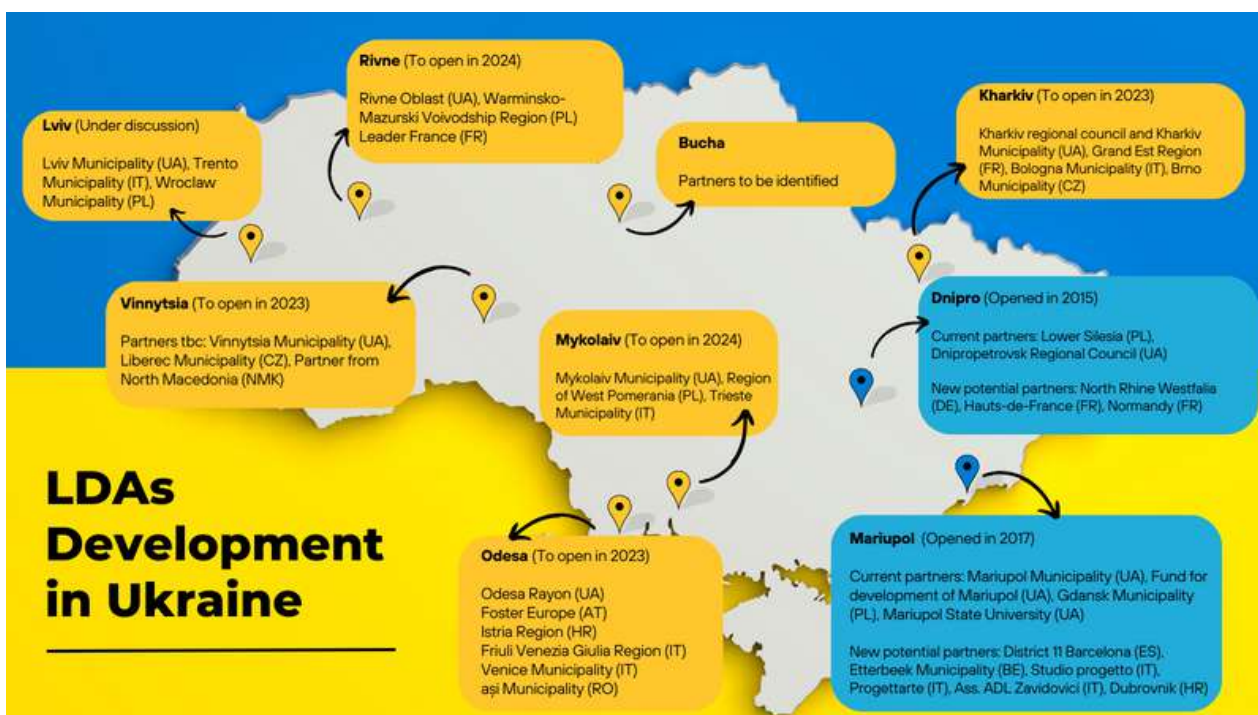 Rivne (To open in 2024)
Rivne Oblast (UA), Warminsko-
Mazurski Voivodship Region (PL)
Leader France (FR)
Lviv (Under discussion)
Lviv Municipality (UA), Trento
Municipality (IT), Wroclaw
Municipality (PL)
Bucha
Partners to be identified
Kharkiv (To open in 2023)
Kharkiv regional council and Kharkiv
Municipality (UA), Grand Est Region
(FR), Bologna Municipality (IT), Brno
Municipality (CZ)
Vinnytsia (To open in 2023)
Partners tbc: Vinnytsia Municipality (UA),
Liberec Municipality (CZ), Partner from
North Macedonia (NMK)
Mykolaiv (To open in 2024)
Mykolaiv Municipality (UA), Region
of West Pomerania (PL), Trieste
Municipality (IT)
Dnipro (Opened in 2015)
Current partners: Lower Silesia (PL),
Dnipropetrovsk Regional Council (UA)
New potential partners: North Rhine Westfalia
(DE), Hauts-de-France (FR), Normandy (FR)
LDAs
Development
in Ukraine
Odesa (To open in 2023)
Odesa Rayon (UA)
Foster Europe (AT)
Istria Region (HR)
Friuli Venezia Giulia Region (IT)
Venice Municipality (IT)
ași Municipality (RO)
Mariupol (Opened in 2017)
Current partners: Mariupol Municipality (UA), Fund for
development of Mariupol (UA), Gdansk Municipality
(PL), Mariupol State University (UA)
New potential partners: District 11 Barcelona (ES),
Etterbeek Municipality (BE), Studio progetto (IT),
Progettarte (IT), Ass. ADL Zavidovici (IT), Dubrovnik (HR)